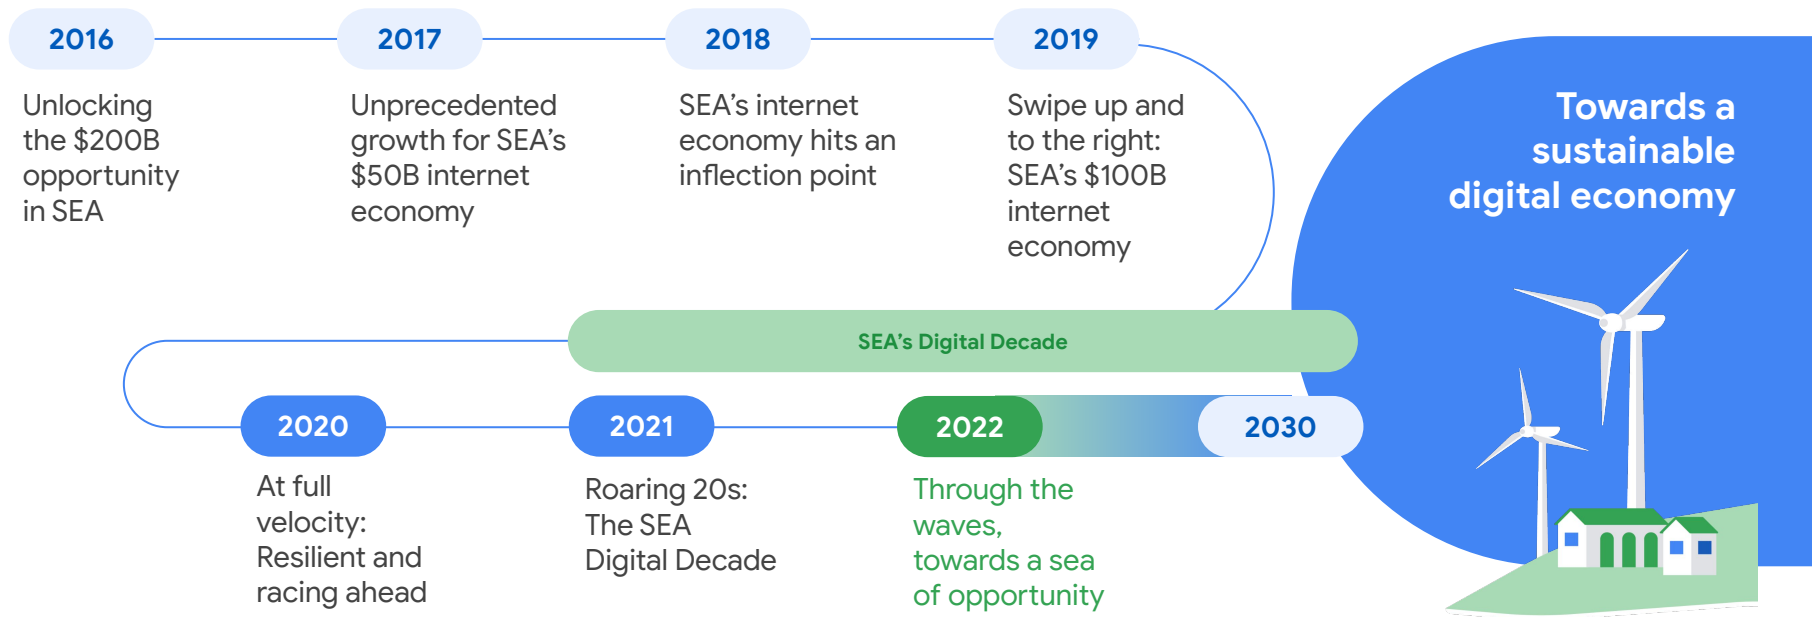 2016
Unlocking
the $200B
opportunity
in SEA
2017
Unprecedented
growth for SEA’s
$50B internet
economy
2018
SEA’s internet
economy hits an
inflection point
2019
Swipe up and
to the right:
SEA’s $100B
internet
economy
Towards a
sustainable
digital economy
SEA’s Digital Decade
2020
At full
velocity:
Resilient and
racing ahead
2021
Roaring 20s:
The SEA
Digital Decade
2022
Through the
waves,
towards a sea
of opportunity
2030